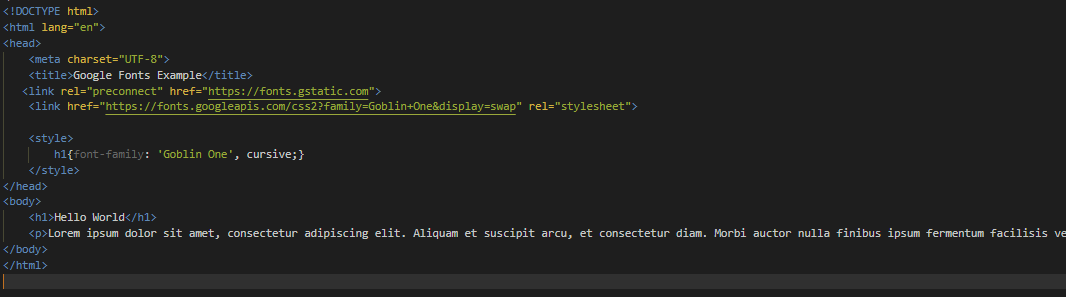 <!DOCTYPE html>
<html lang="en">
<head>
    <meta charset="UTF-8">
    <title>Google Fonts Example</title>
   <link rel="preconnect" href="https://fonts.gstatic.com">
    <link href="https://fonts.googleapis.com/css2?family=Goblin+One&display=swap" rel="stylesheet">

    <style>
        h1{font-family: 'Goblin One', cursive;}
    </style>
</head>
<body>
    <h1>Hello World</h1>
    <p>Lorem ipsum dolor sit amet, consectetur adipiscing elit. Aliquam et suscipit arcu, et consectetur diam. Morbi auctor nulla finibus ipsum fermentum facilisis ve
</body>
</html>